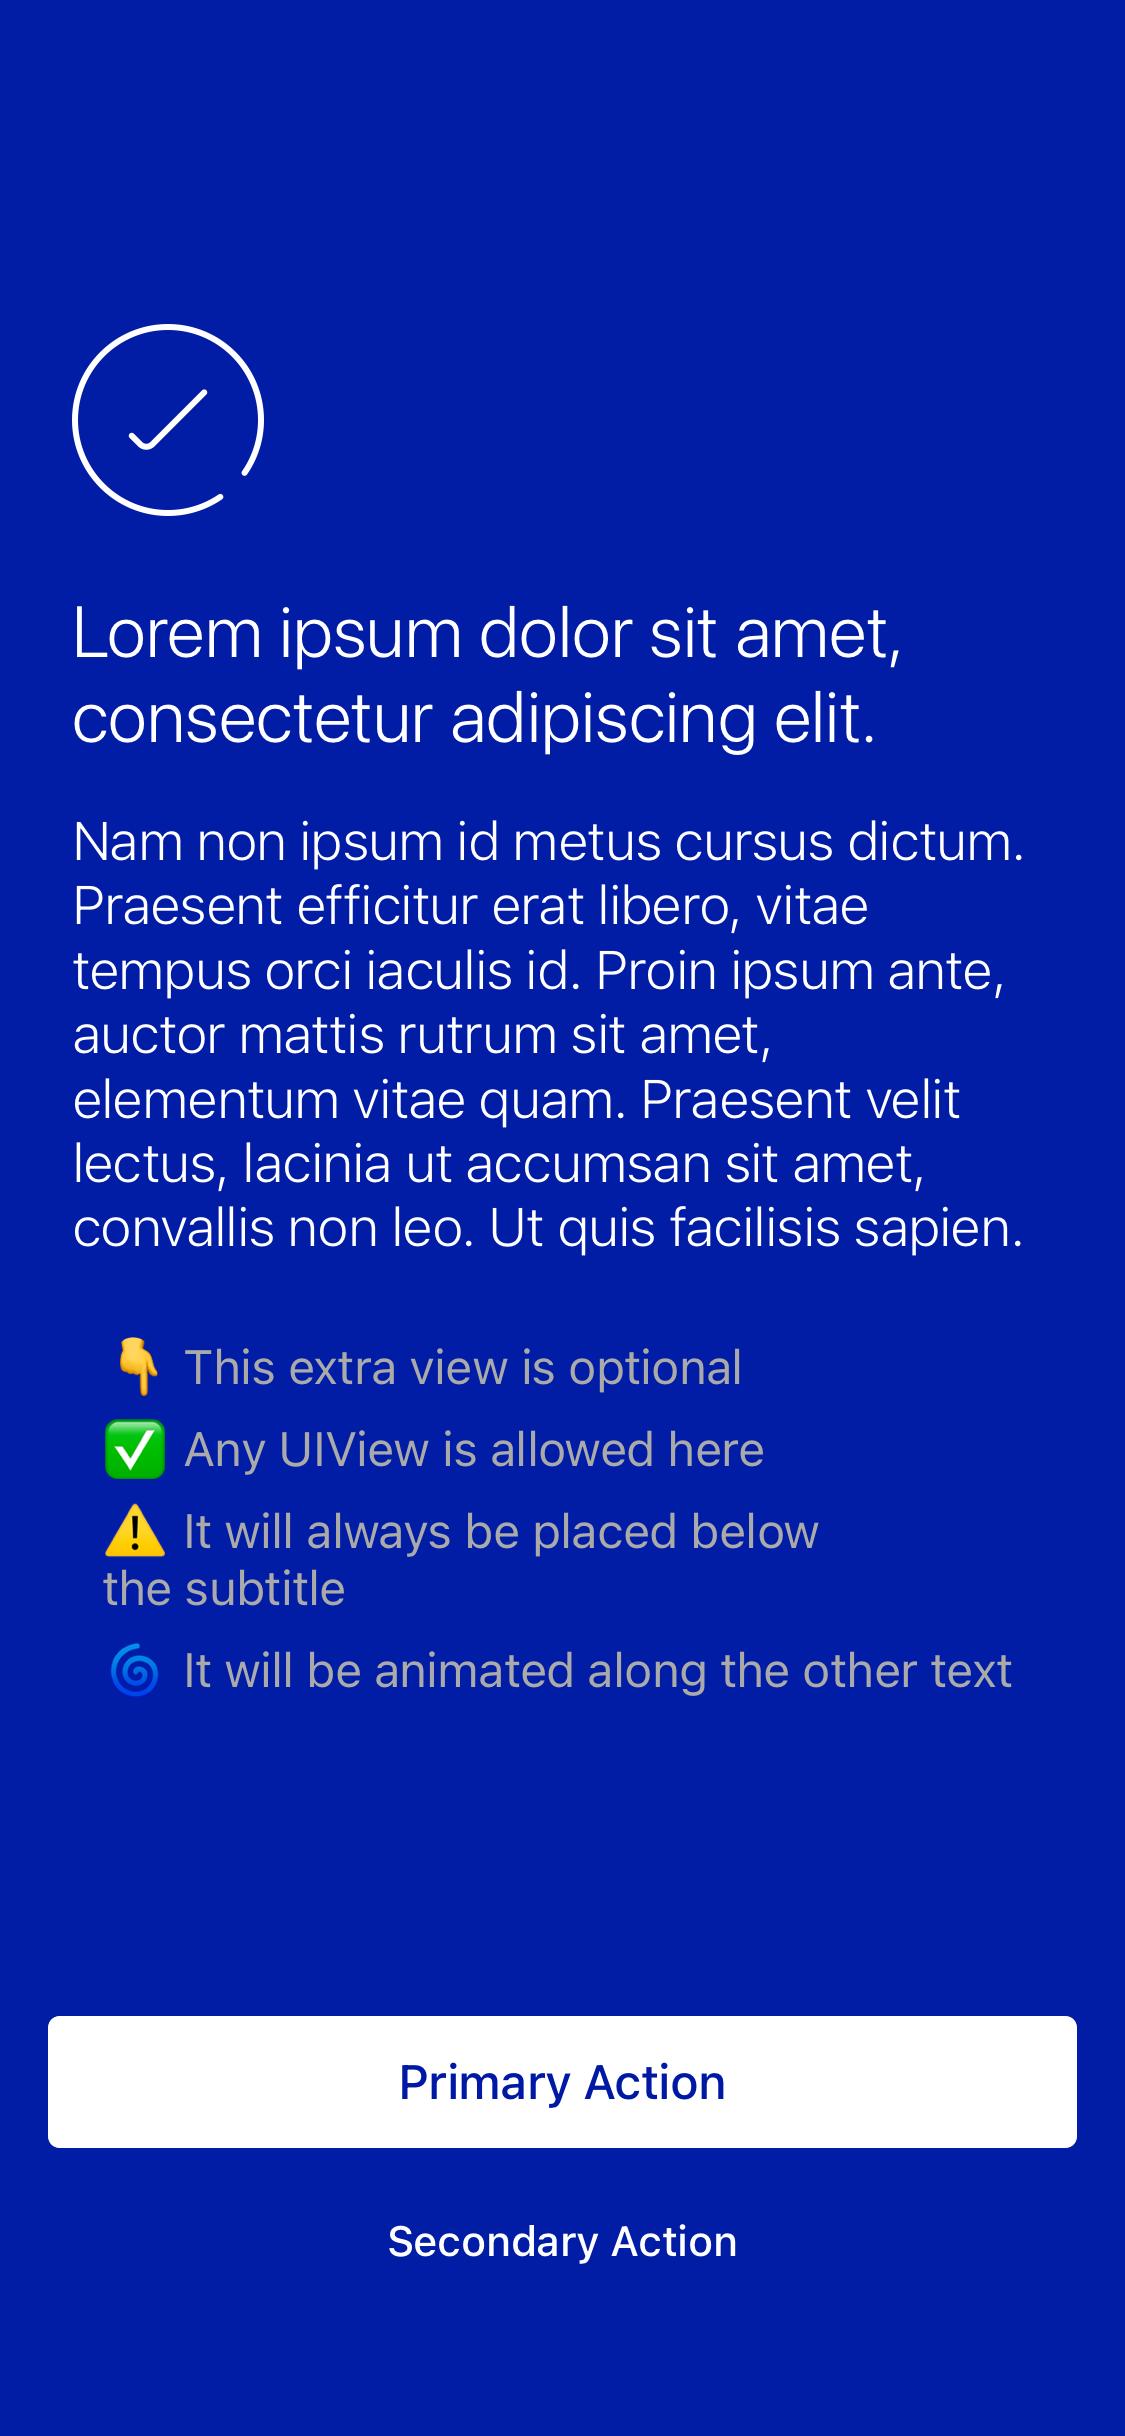 Lorem ipsum dolor sit amet,
consectetur adipiscing elit.
Nam non ipsum id metus cursus dictum.
Praesent efficitur erat libero, vitae
tempus orci iaculis id. Proin ipsum ante,
auctor mattis rutrum sit amet,
elementum vitae quam. Praesent velit
lectus, lacinia ut accumsan sit amet,
convallis non leo. Ut quis facilisis sapien.
👇 This extra view is optional
✅ Any UIView is allowed here
⚠️ It will always be placed below
the subtitle
🌀 It will be animated along the other text
Primary Action
Secondary Action